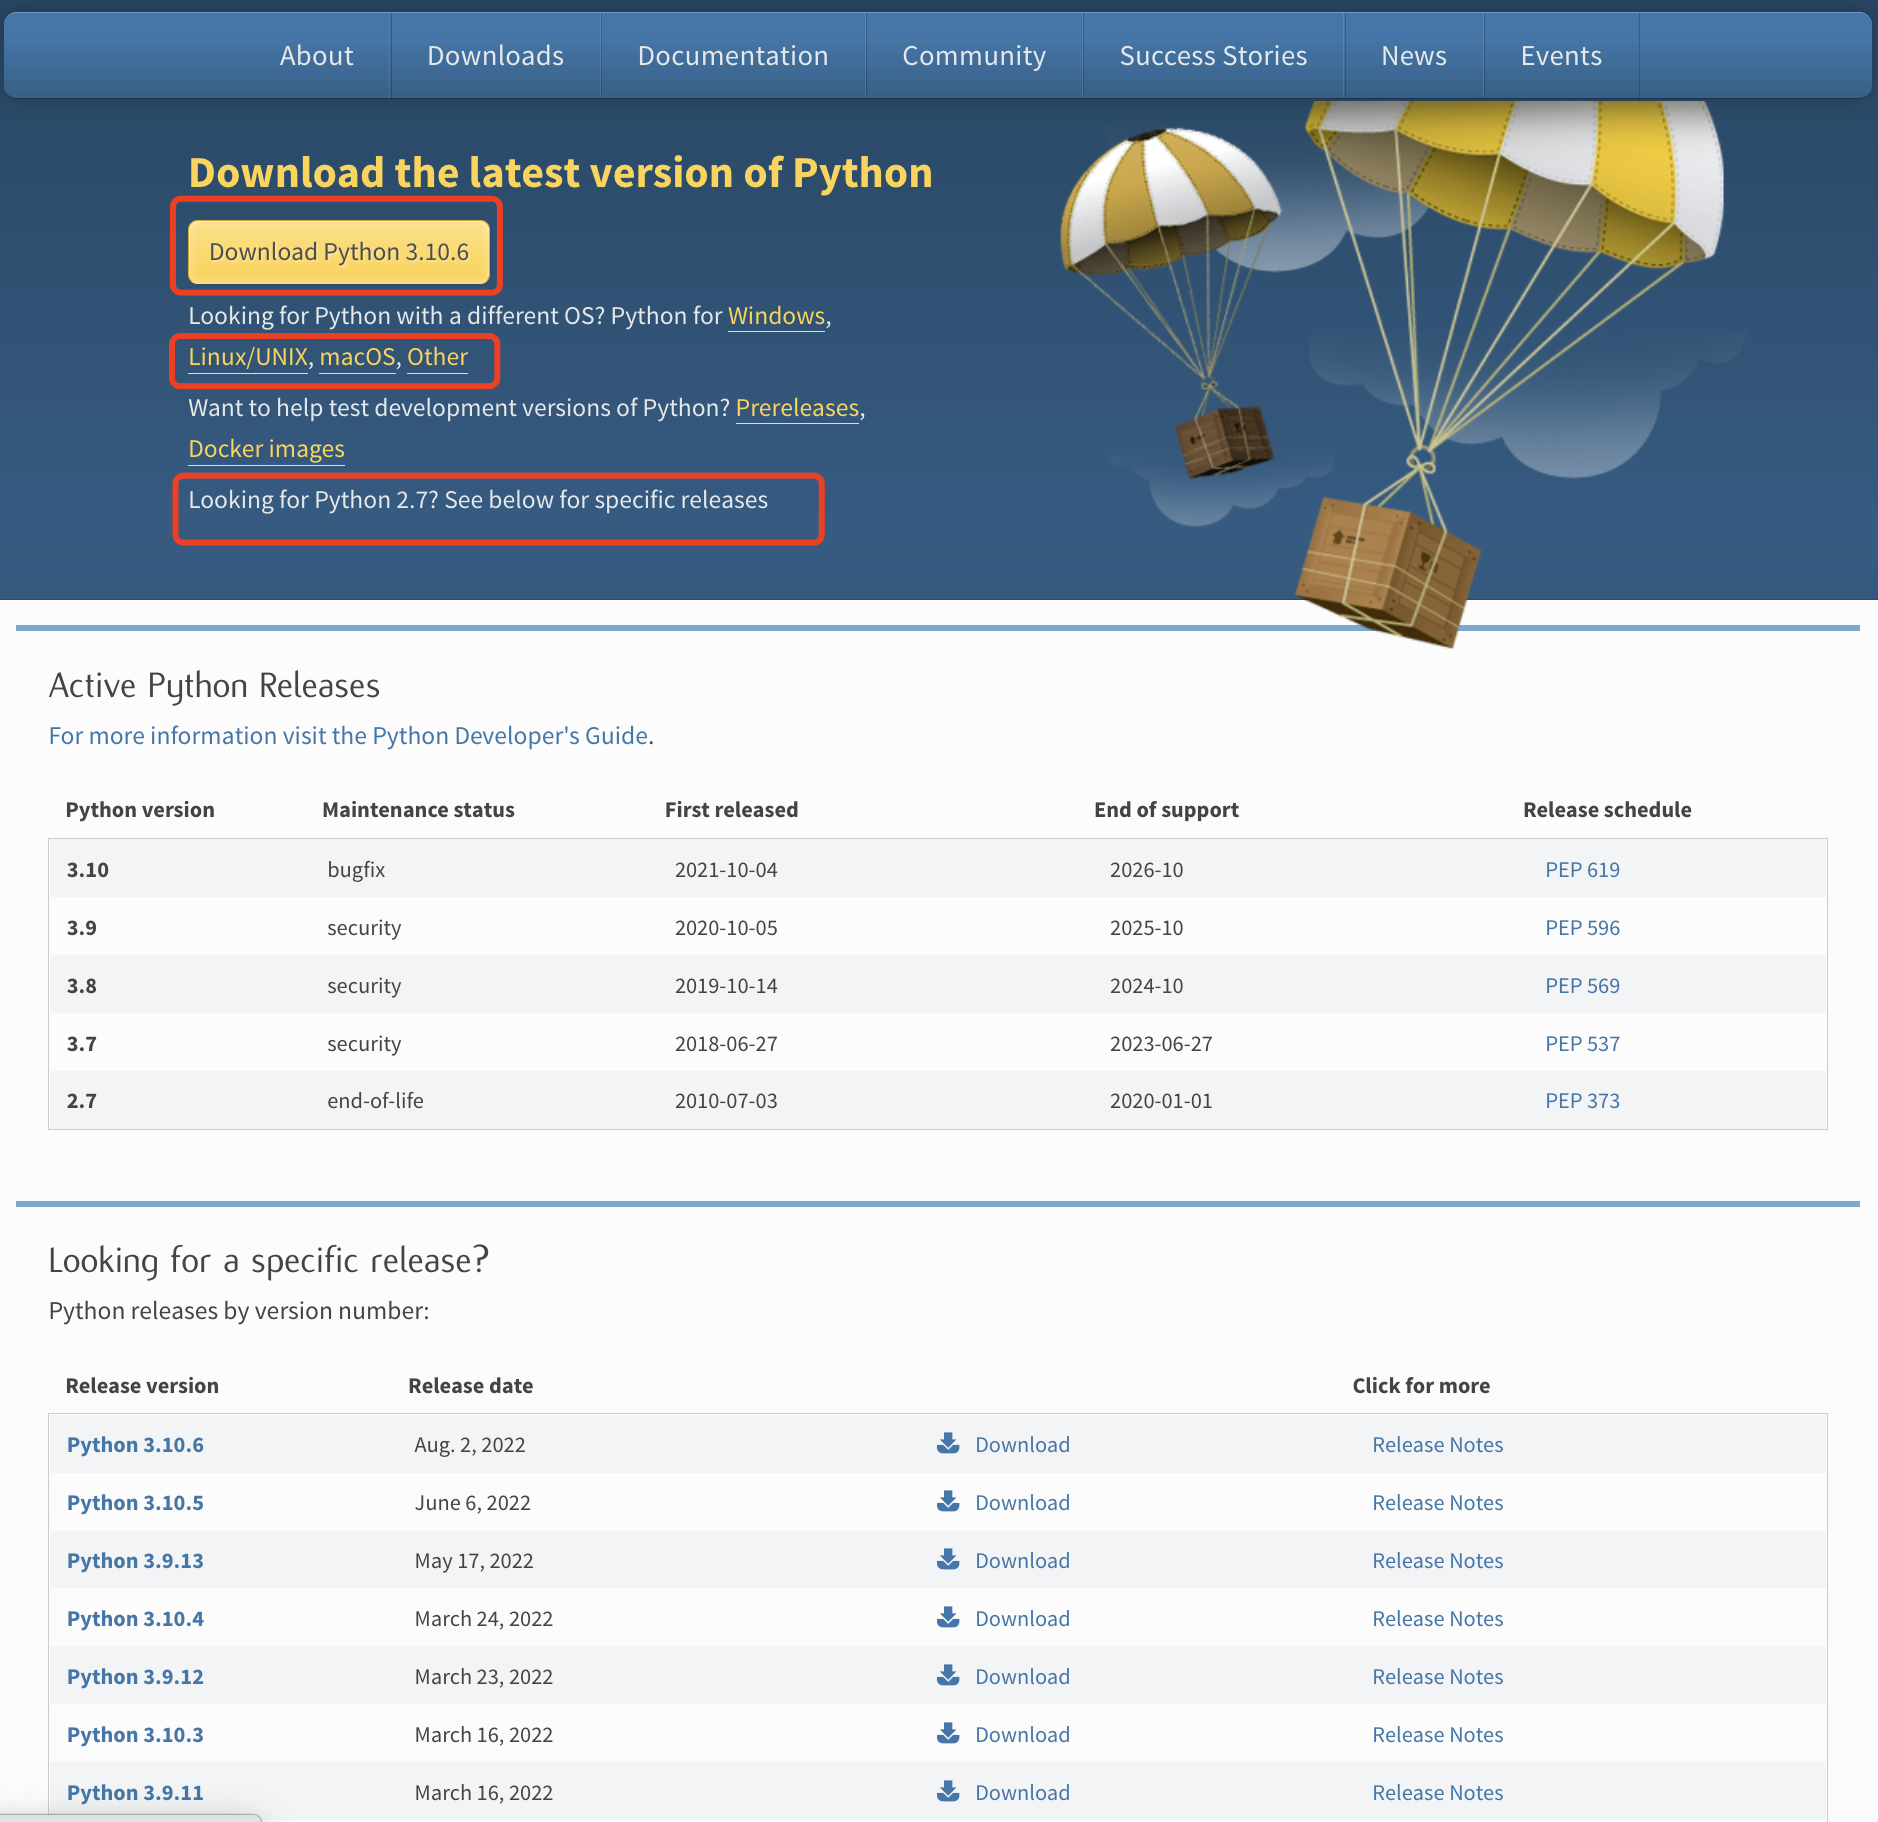 About Downloads Documentation Community Success Stories News Events
Download the latest version of Python
Download Python 3.10.6
Looking for Python with a different OS? Python for Windows,
Linux/UNIX, macOS, Other
Want to help test development versions of Python? Prereleases,
Docker images
Looking for Python 2.7? See below for specific releases
Active Python Releases
For more information visit the Python Developer's Guide.
Python version Maintenance status First released End of support Release schedule
3.10 bugfix 2021-10-04 2026-10 PEP 619
3.9 security 2020-10-05 2025-10 PEP 596
3.8 security 2019-10-14 2024-10 PEP 569
3.7 security 2018-06-27 2023-06-27 PEP 537
2.7 end-of-life 2010-07-03 2020-01-01 PEP 373
Looking for a specific release?
Python releases by version number:
Release version Release date Click for more
Python 3.10.6 Aug. 2, 2022 Download Release Notes
Python 3.10.5 June 6, 2022 Download Release Notes
Python 3.9.13 May 17, 2022 Download Release Notes
Python 3.10.4 March 24, 2022 Download Release Notes
Python 3.9.12 March 23, 2022 Download Release Notes
Python 3.10.3 March 16, 2022 Download Release Notes
Python 3.9.11 March 16, 2022 Download Release Notes